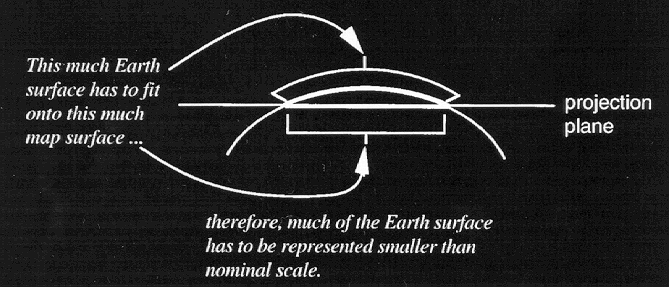 This much Earth
surface has to fit
onto this much
map surface ...
projection
plane
therefore, much of the Earth surface
has to be represented smaller than
nominal scale.